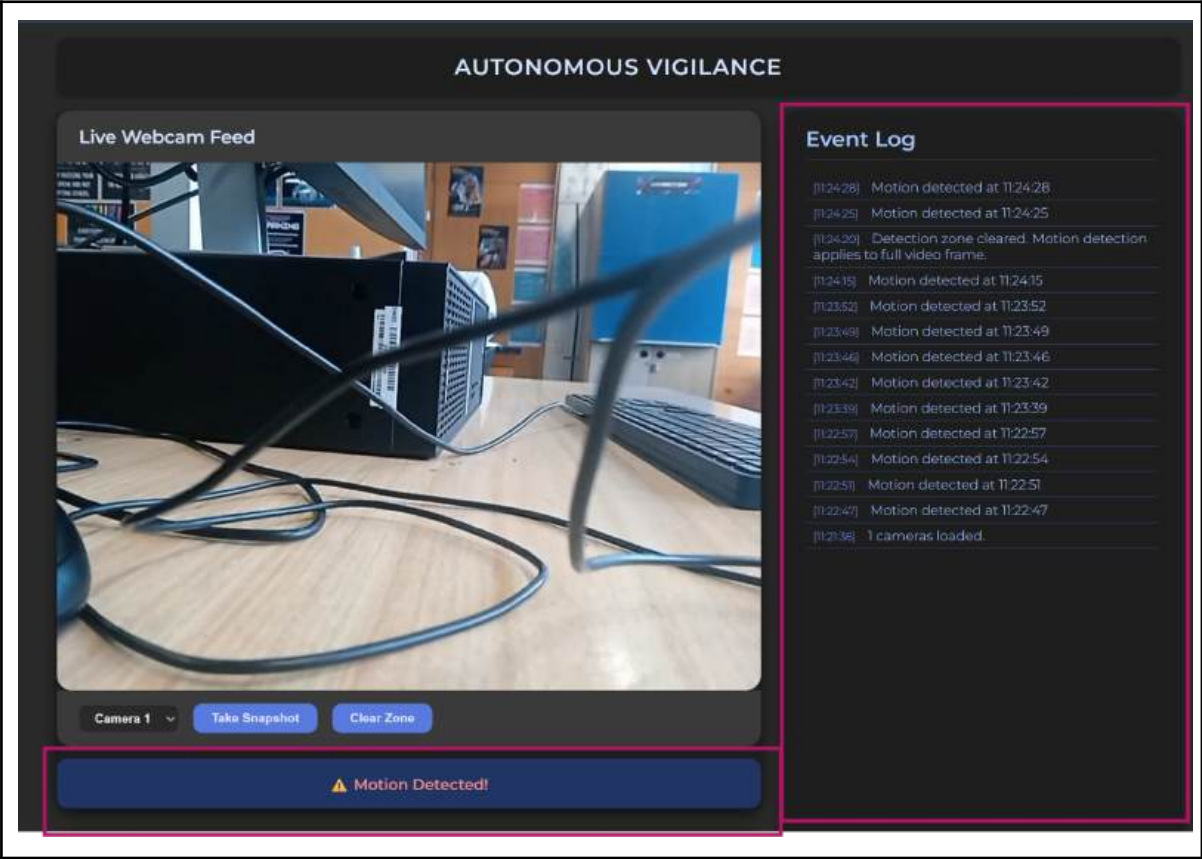 AUTONOMOUS VIGILANCE
Live Webcam Feed
PARKING
Camera 1
Take Snapshot
Clear Zone
⚠ Motion Detected!
Event Log
[11:24:28] Motion detected at 11:24:28
[11:24:25] Motion detected at 11:24:25
[11:24:20] Detection zone cleared. Motion detection
applies to full video frame.
[11:24:15] Motion detected at 11:24:15
[11:23:52] Motion detected at 11:23:52
[11:23:49] Motion detected at 11:23:49
[11:23:46] Motion detected at 11:23:46
[11:23:42] Motion detected at 11:23:42
[11:23:39] Motion detected at 11:23:39
[11:22:57] Motion detected at 11:22:57
[11:22:54] Motion detected at 11:22:54
[11:22:51] Motion detected at 11:22:51
[11:22:47] Motion detected at 11:22:47
[11:21:36] 1 cameras loaded.